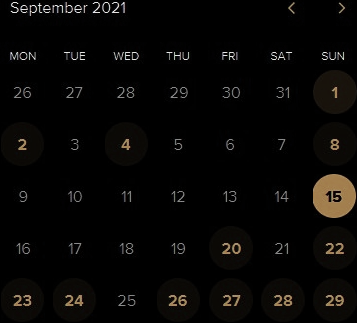 September 2021
MON TUE WED THU FRI SAT SUN
26 27 28 29 30 31 1
2 3 4 5 6 7 8
9 10 11 12 13 14 15
16 17 18 19 20 21 22
23 24 25 26 27 28 29